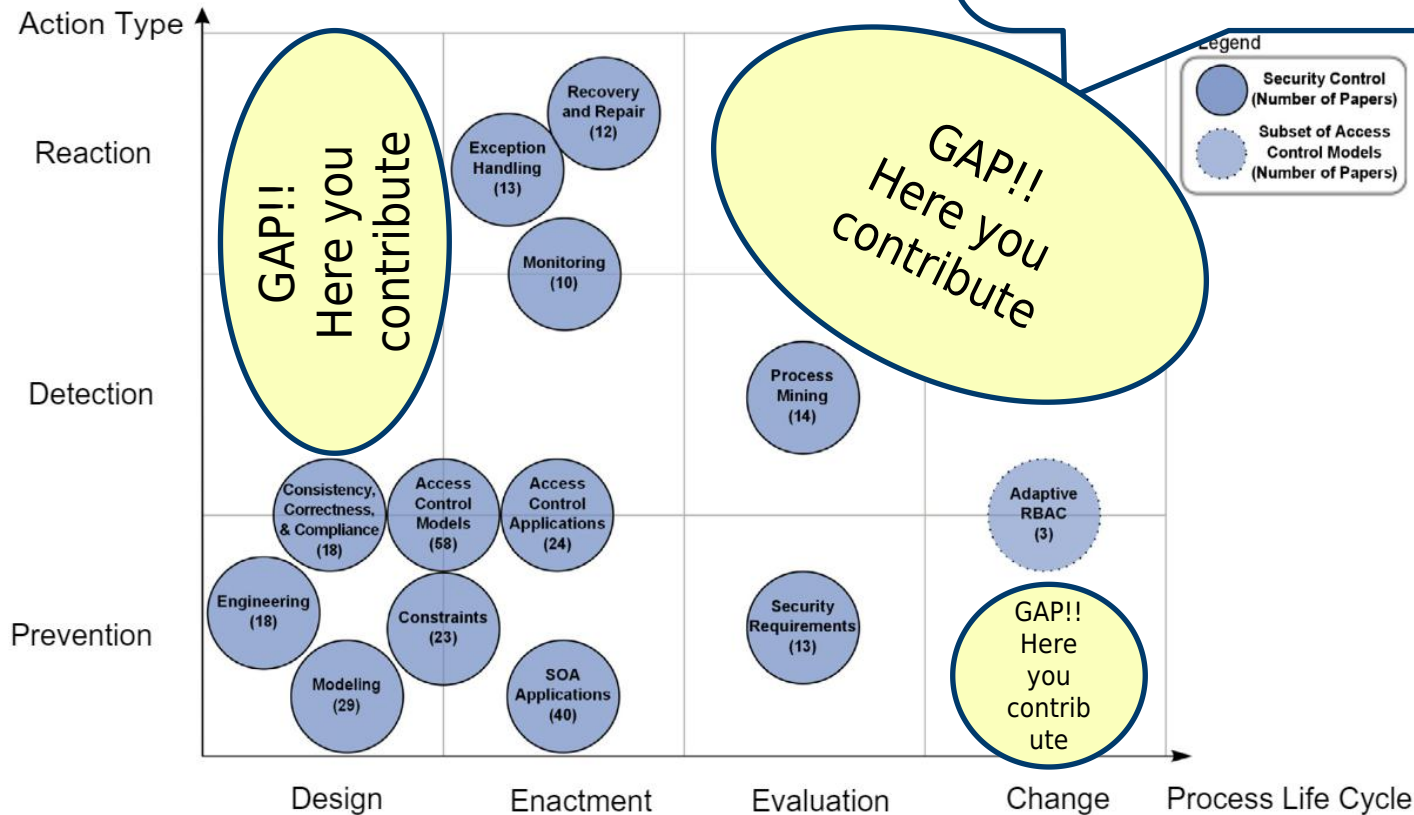 Action Type
Legend
Security Control
(Number of Papers)
Subset of Access
Control Models
(Number of Papers)
Reaction
GAP!!
Here you
contribute
Recovery
and Repair
(12)
Exception
Handling
(13)
Monitoring
(10)
GAP!!
Here you
contribute
Detection
Process
Mining
(14)
Consistency,
Correctness,
& Compliance
(18)
Access
Control
Models
(58)
Access
Control
Applications
(24)
Adaptive
RBAC
(3)
Prevention
Engineering
(18)
Constraints
(23)
Modeling
(29)
SOA
Applications
(40)
Security
Requirements
(13)
GAP!!
Here
you
contrib
ute
Design
Enactment
Evaluation
Change
Process Life Cycle